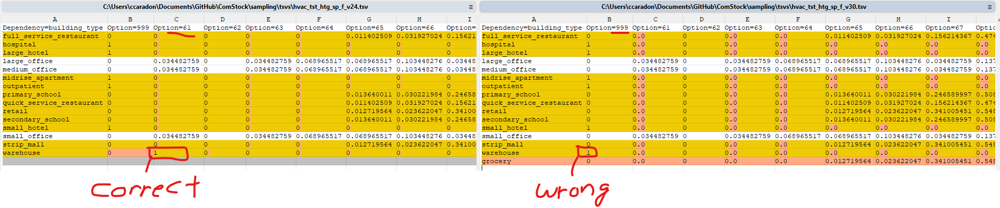 C:\Users\ccaradon\Documents\GitHub\ComStock\sampling\tsvs\hvac_tst_htg_sp_f_v24.tsv
A B C D E F G H I
Dependency=building_type Option=999 Option=61 Option=62 Option=63 Option=64 Option=65 Option=66 Option=
full_service_restaurant 0 0 0 0 0 0.011402509 0.031927024 0.15621
hospital 1 0 0 0 0 0 0 0
large_hotel 1 0 0 0 0 0 0 0
large_office 0 0.034482759 0 0.034482759 0.068965517 0.068965517 0.103448276 0.03448
medium_office 0 0.034482759 0 0.034482759 0.068965517 0.068965517 0.103448276 0.03448
midrise_apartment 1 0 0 0 0 0 0 0
outpatient 1 0 0 0 0 0 0 0
primary_school 0 0 0 0 0 0.013640011 0.030221984 0.24658
quick_service_restaurant 0 0 0 0 0 0.011402509 0.031927024 0.15621
retail 0 0 0 0 0 0.012719564 0.023622047 0.34100
secondary_school 0 0 0 0 0 0.013640011 0.030221984 0.24658
small_hotel 1 0 0 0 0 0 0 0
small_office 0 0.034482759 0 0.034482759 0.068965517 0.068965517 0.103448276 0.03448
strip_mall 0 0 0 0 0 0.012719564 0.023622047 0.34100
warehouse 0 1 0 0 0 0 0 0
correct
C:\Users\ccaradon\Documents\GitHub\ComStock\sampling\tsvs\hvac_tst_htg_sp_f_v30.tsv
A B C D E F G H I
Dependency=building_type Option=999 Option=61 Option=62 Option=63 Option=64 Option=65 Option=66 Option=67 Optio
full_service_restaurant 0 0.0 0 0.0 0.0 0.011402509 0.031927024 0.156214367 0.474
hospital 1 0.0 0 0.0 0.0 0.0 0.0 0.0 0.0
large_hotel 1 0.0 0 0.0 0.0 0.0 0.0 0.0 0.0
large_office 0 0.034482759 0 0.034482759 0.068965517 0.068965517 0.103448276 0.034482759 0.137
medium_office 0 0.034482759 0 0.034482759 0.068965517 0.068965517 0.103448276 0.034482759 0.137
midrise_apartment 1 0.0 0 0.0 0.0 0.0 0.0 0.0 0.0
outpatient 1 0.0 0 0.0 0.0 0.0 0.0 0.0 0.0
primary_school 0 0.0 0 0.0 0.0 0.013640011 0.030221984 0.246589997 0.508
quick_service_restaurant 0 0.0 0 0.0 0.0 0.011402509 0.031927024 0.156214367 0.474
retail 0 0.0 0 0.0 0.0 0.012719564 0.023622047 0.341005451 0.548
secondary_school 0 0.0 0 0.0 0.0 0.013640011 0.030221984 0.246589997 0.508
small_hotel 1 0.0 0 0.0 0.0 0.0 0.0 0.0 0.0
small_office 0 0.034482759 0 0.034482759 0.068965517 0.068965517 0.103448276 0.034482759 0.137
strip_mall 0 0.0 0 0.0 0.0 0.012719564 0.023622047 0.341005451 0.548
warehouse 1 0.0 0 0.0 0.0 0.0 0.0 0.0 0.0
grocery 0 0.0 0 0.0 0.0 0.012719564 0.023622047 0.341005451 0.548
wrong